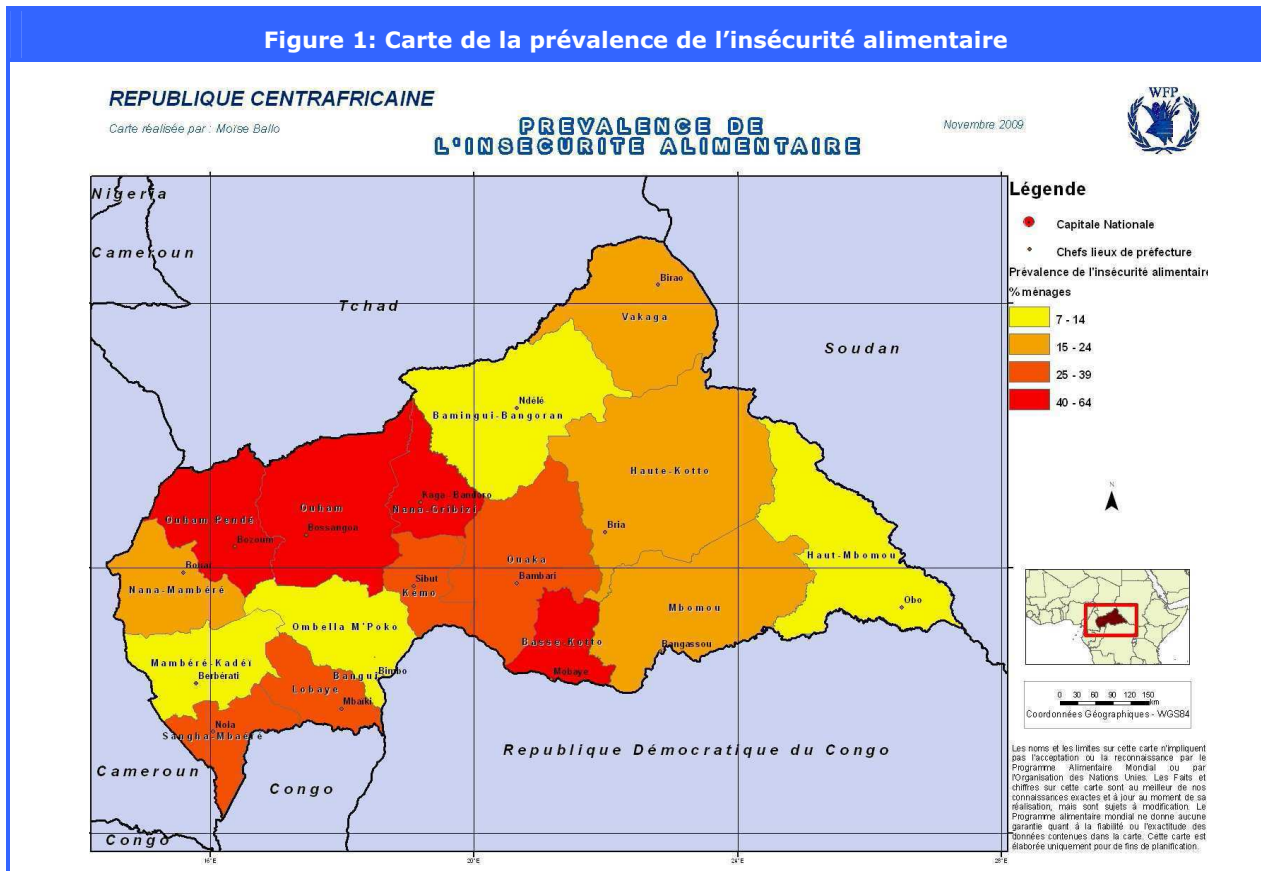 Figure 1: Carte de la prévalence de l'insécurité alimentaire
REPUBLIQUE CENTRAFRICAINE
Carte réalisée par : Moïse Ballo
PREVALENCE DE
L'INSECURITE ALIMENTAIRE
Novembre 2009
WFP
Nigeria
Cameroun
Tchad
Soudan
Birao
Vakaga
Ndélé
Bamingui-Bangoran
Haute-Kotto
Kaga-Bandoro
Nana-Gribizi
Ouham
Ouham Pendé
Bossangoa
Bozoum
Bria
Ouaka
Haut-Mbomou
Bouar
Nana-Mambéré
Sibut
Kémo
Bambari
Mbomou
Obo
Ombella M'Poko
Basse Kotto
Bangassou
Mambéré-Kadéï
Berbérati
Bangui
Bimbo
Mobaye
Lobaye
Mbaïki
Nola
Sangha-Mbaéré
Republique Démocratique du Congo
Cameroun
Congo
Congo
16°E
20°E
24°E
28°E
Légende
Capitale Nationale
Chefs lieux de préfecture
Prévalence de l'insécurité alimentaire
% ménages
7 - 14
15 - 24
25 - 39
40 - 64
N
0 30 60 90 120 150
km
Coordonnées Géographiques - WGS84
Les noms et les limites sur cette carte n'impliquent
pas l'acceptation ou la reconnaissance par le
Programme Alimentaire Mondial ou par
l'Organisation des Nations Unies. Les Faits et
chiffres sur cette carte sont au meilleur de nos
connaissances exactes et à jour au moment de sa
réalisation, mais sont sujets à modification. Le
Programme alimentaire mondial ne donne aucune
garantie quant à la fiabilité ou l'exactitude des
données contenues dans la carte. Cette carte est
élaborée uniquement pour de fins de planification.